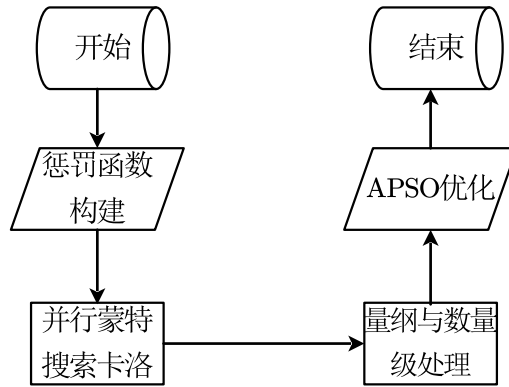 开始
惩罚函数
构建
并行蒙特
搜索卡洛
量纲与数量
级处理
APSO优化
结束